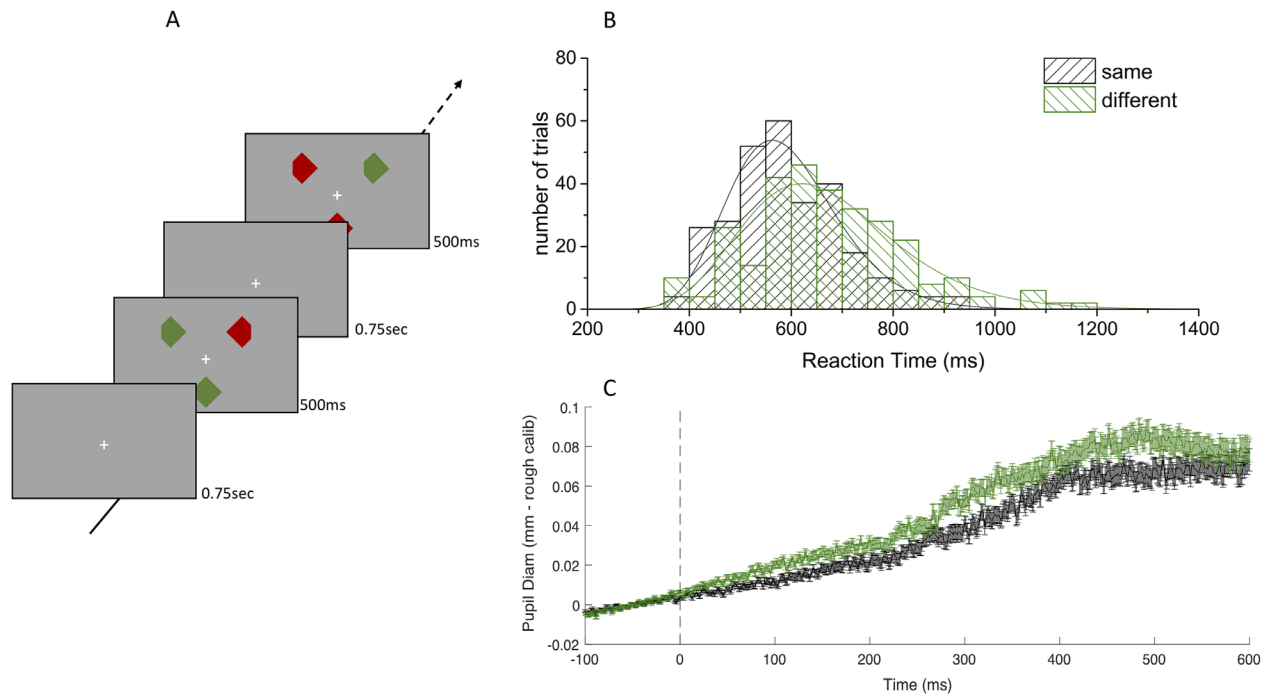 A
500ms
0.75sec
500ms
0.75sec
B
80
60
40
20
0
number of trials
same
different
200 400 600 800 1000 1200 1400
Reaction Time (ms)
C
0.1
0.08
0.06
0.04
0.02
0
-0.02
Pupil Diam (mm - rough calib)
-100 0 100 200 300 400 500 600
Time (ms)